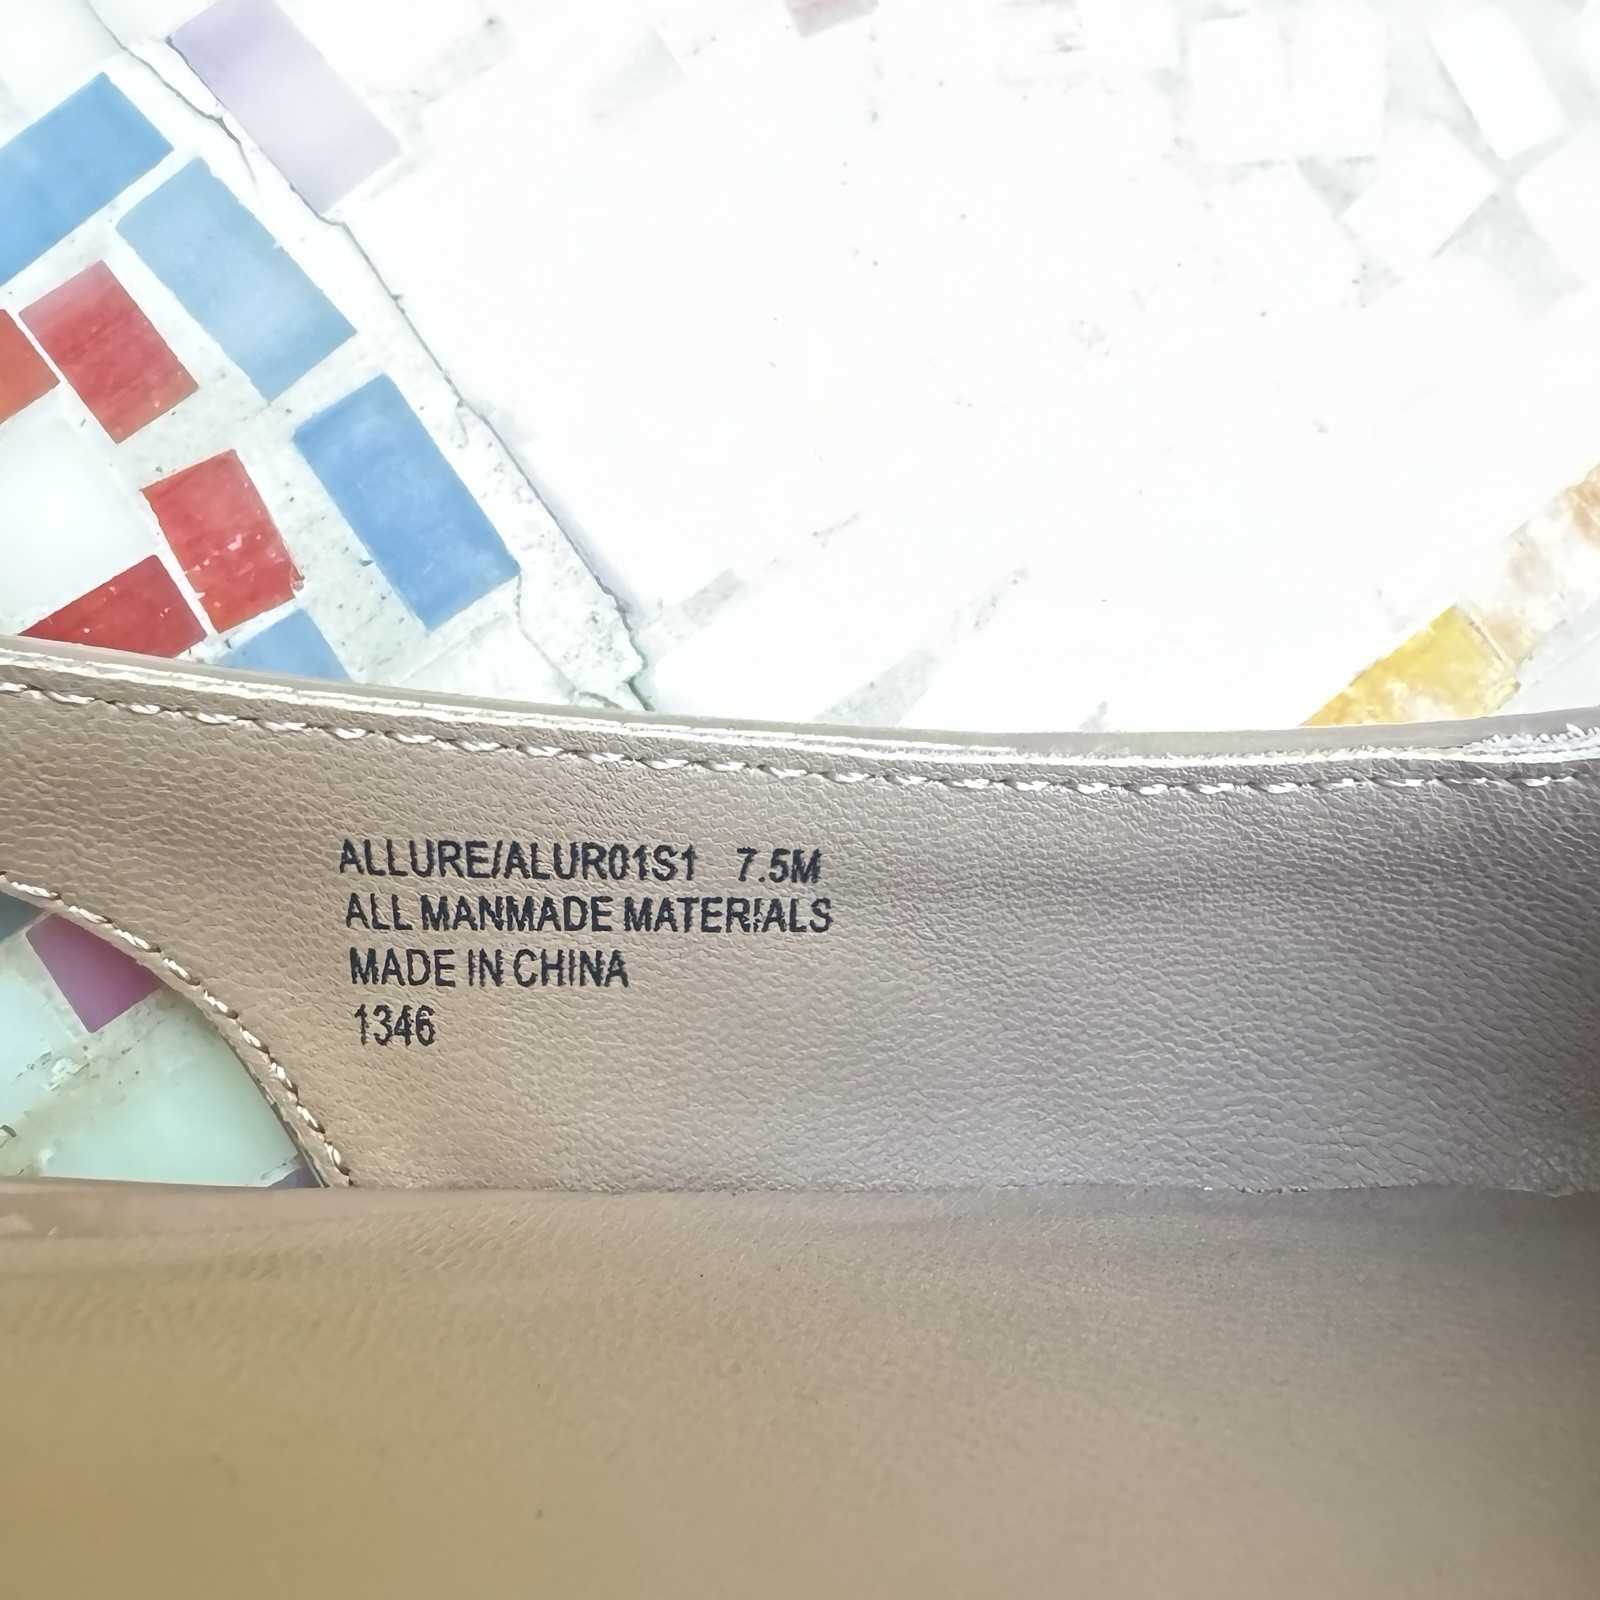 ALLURE/ALUR01S1 7.5M
ALL MANMADE MATERIALS
MADE IN CHINA
1346